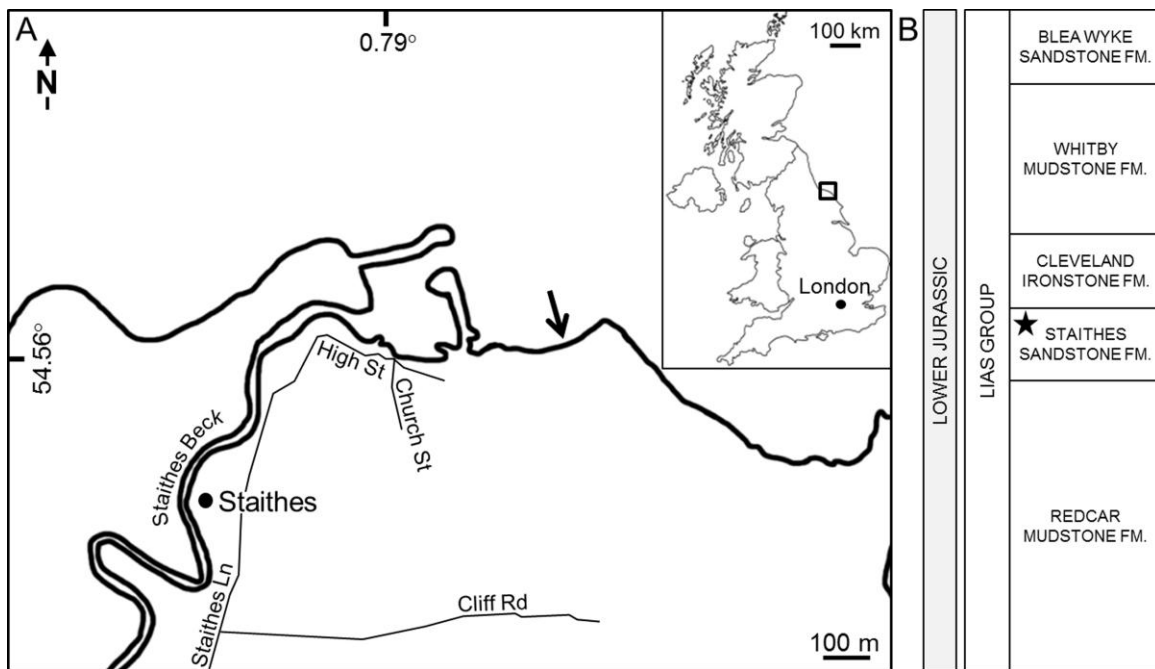 A
0.79°
N
54.56°
100 km
London
High St
Church St
Staithes Beck
Staithes
Staithes Ln
Cliff Rd
100 m
B
LOWER JURASSIC
LIAS GROUP
BLEA WYKE
SANDSTONE FM.
WHITBY
MUDSTONE FM.
CLEVELAND
IRONSTONE FM.
STAITHES
SANDSTONE FM.
REDCAR
MUDSTONE FM.